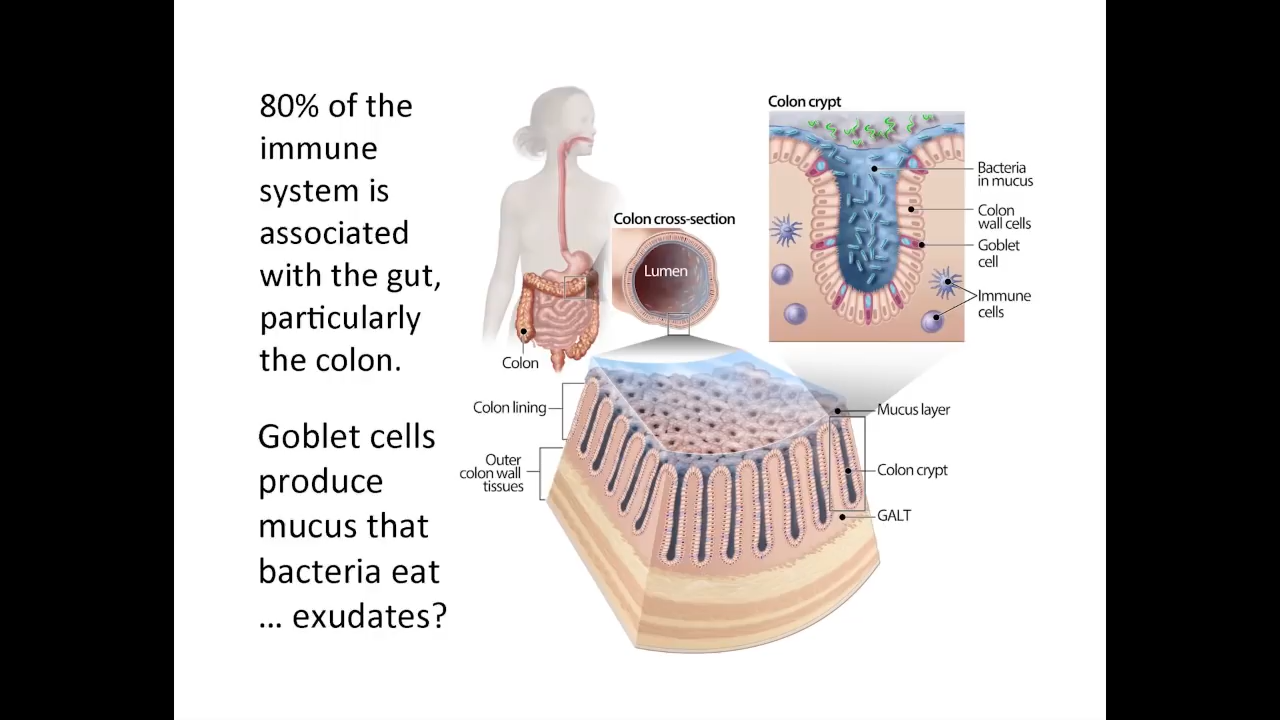 80% of the
immune
system is
associated
with the gut,
particularly
the colon.
Goblet cells
produce
mucus that
bacteria eat
... exudates?
Colon
Colon cross-section
Lumen
Colon crypt
Bacteria
in mucus
Colon
wall cells
Goblet
cell
Immune
cells
Colon lining
Outer
colon wall
tissues
Mucus layer
Colon crypt
GALT